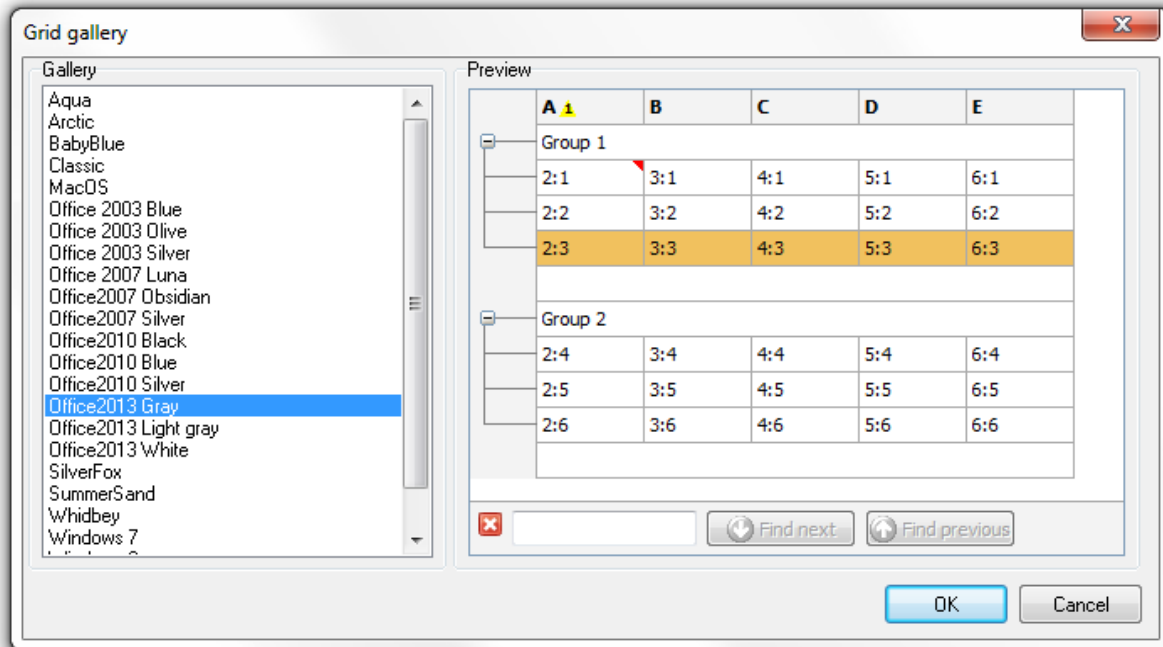 Grid gallery
Gallery
Aqua
Arctic
BabyBlue
Classic
MacOS
Office 2003 Blue
Office 2003 Olive
Office 2003 Silver
Office 2007 Luna
Office2007 Obsidian
Office2007 Silver
Office2010 Black
Office2010 Blue
Office2010 Silver
Office2013 Gray
Office2013 Light gray
Office2013 White
SilverFox
SummerSand
Whidbey
Windows 7
Preview
A 1 B C D E
Group 1
2:1 3:1 4:1 5:1 6:1
2:2 3:2 4:2 5:2 6:2
2:3 3:3 4:3 5:3 6:3
Group 2
2:4 3:4 4:4 5:4 6:4
2:5 3:5 4:5 5:5 6:5
2:6 3:6 4:6 5:6 6:6
Find next Find previous
OK Cancel